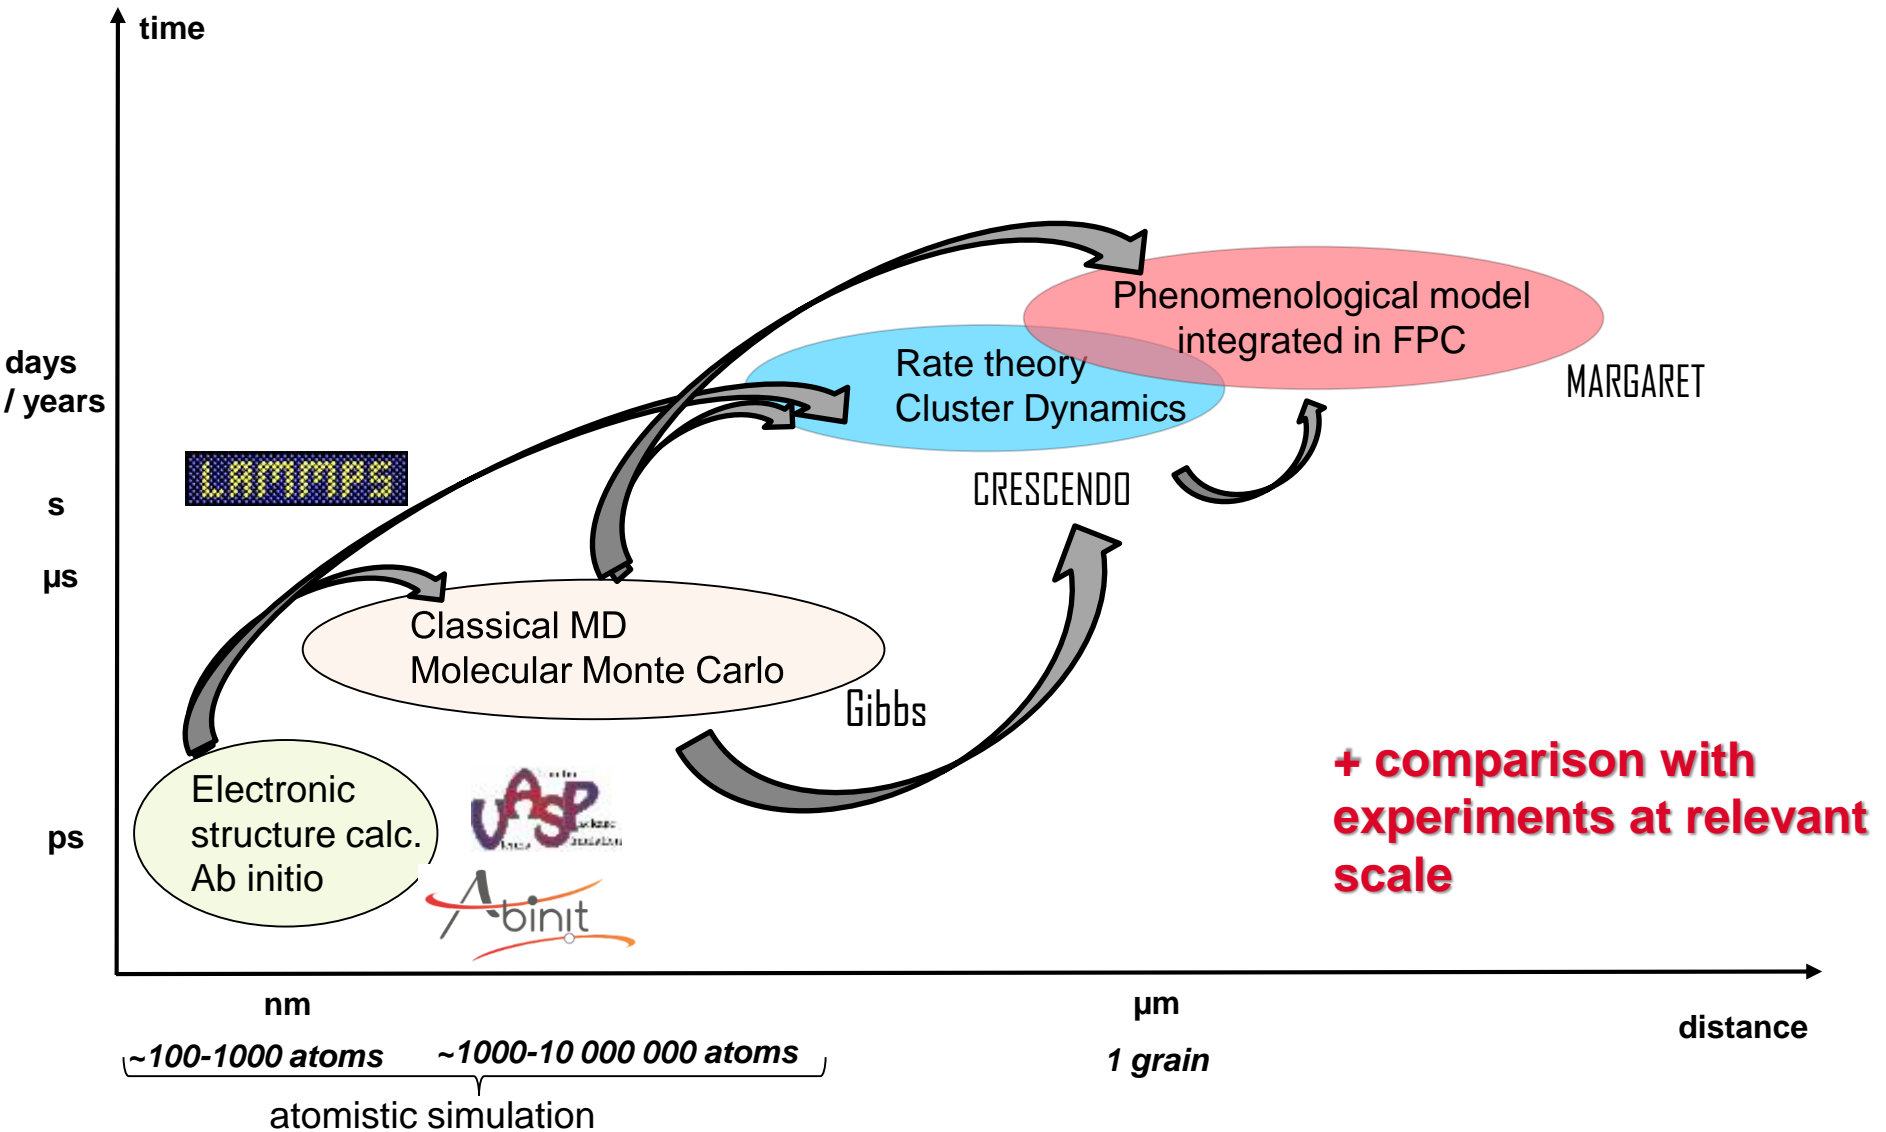 time
Phenomenological model
integrated in FPC
days
/ years
Rate theory
Cluster Dynamics
MARGARET
LAMMPS
CRESCENDO
s
µs
Classical MD
Molecular Monte Carlo
Gibbs
+ comparison with
experiments at relevant
scale
Electronic
structure calc.
Ab initio
VASP
ps
Abinit
nm
µm
distance
~100-1000 atoms
~1000-10 000 000 atoms
1 grain
atomistic simulation